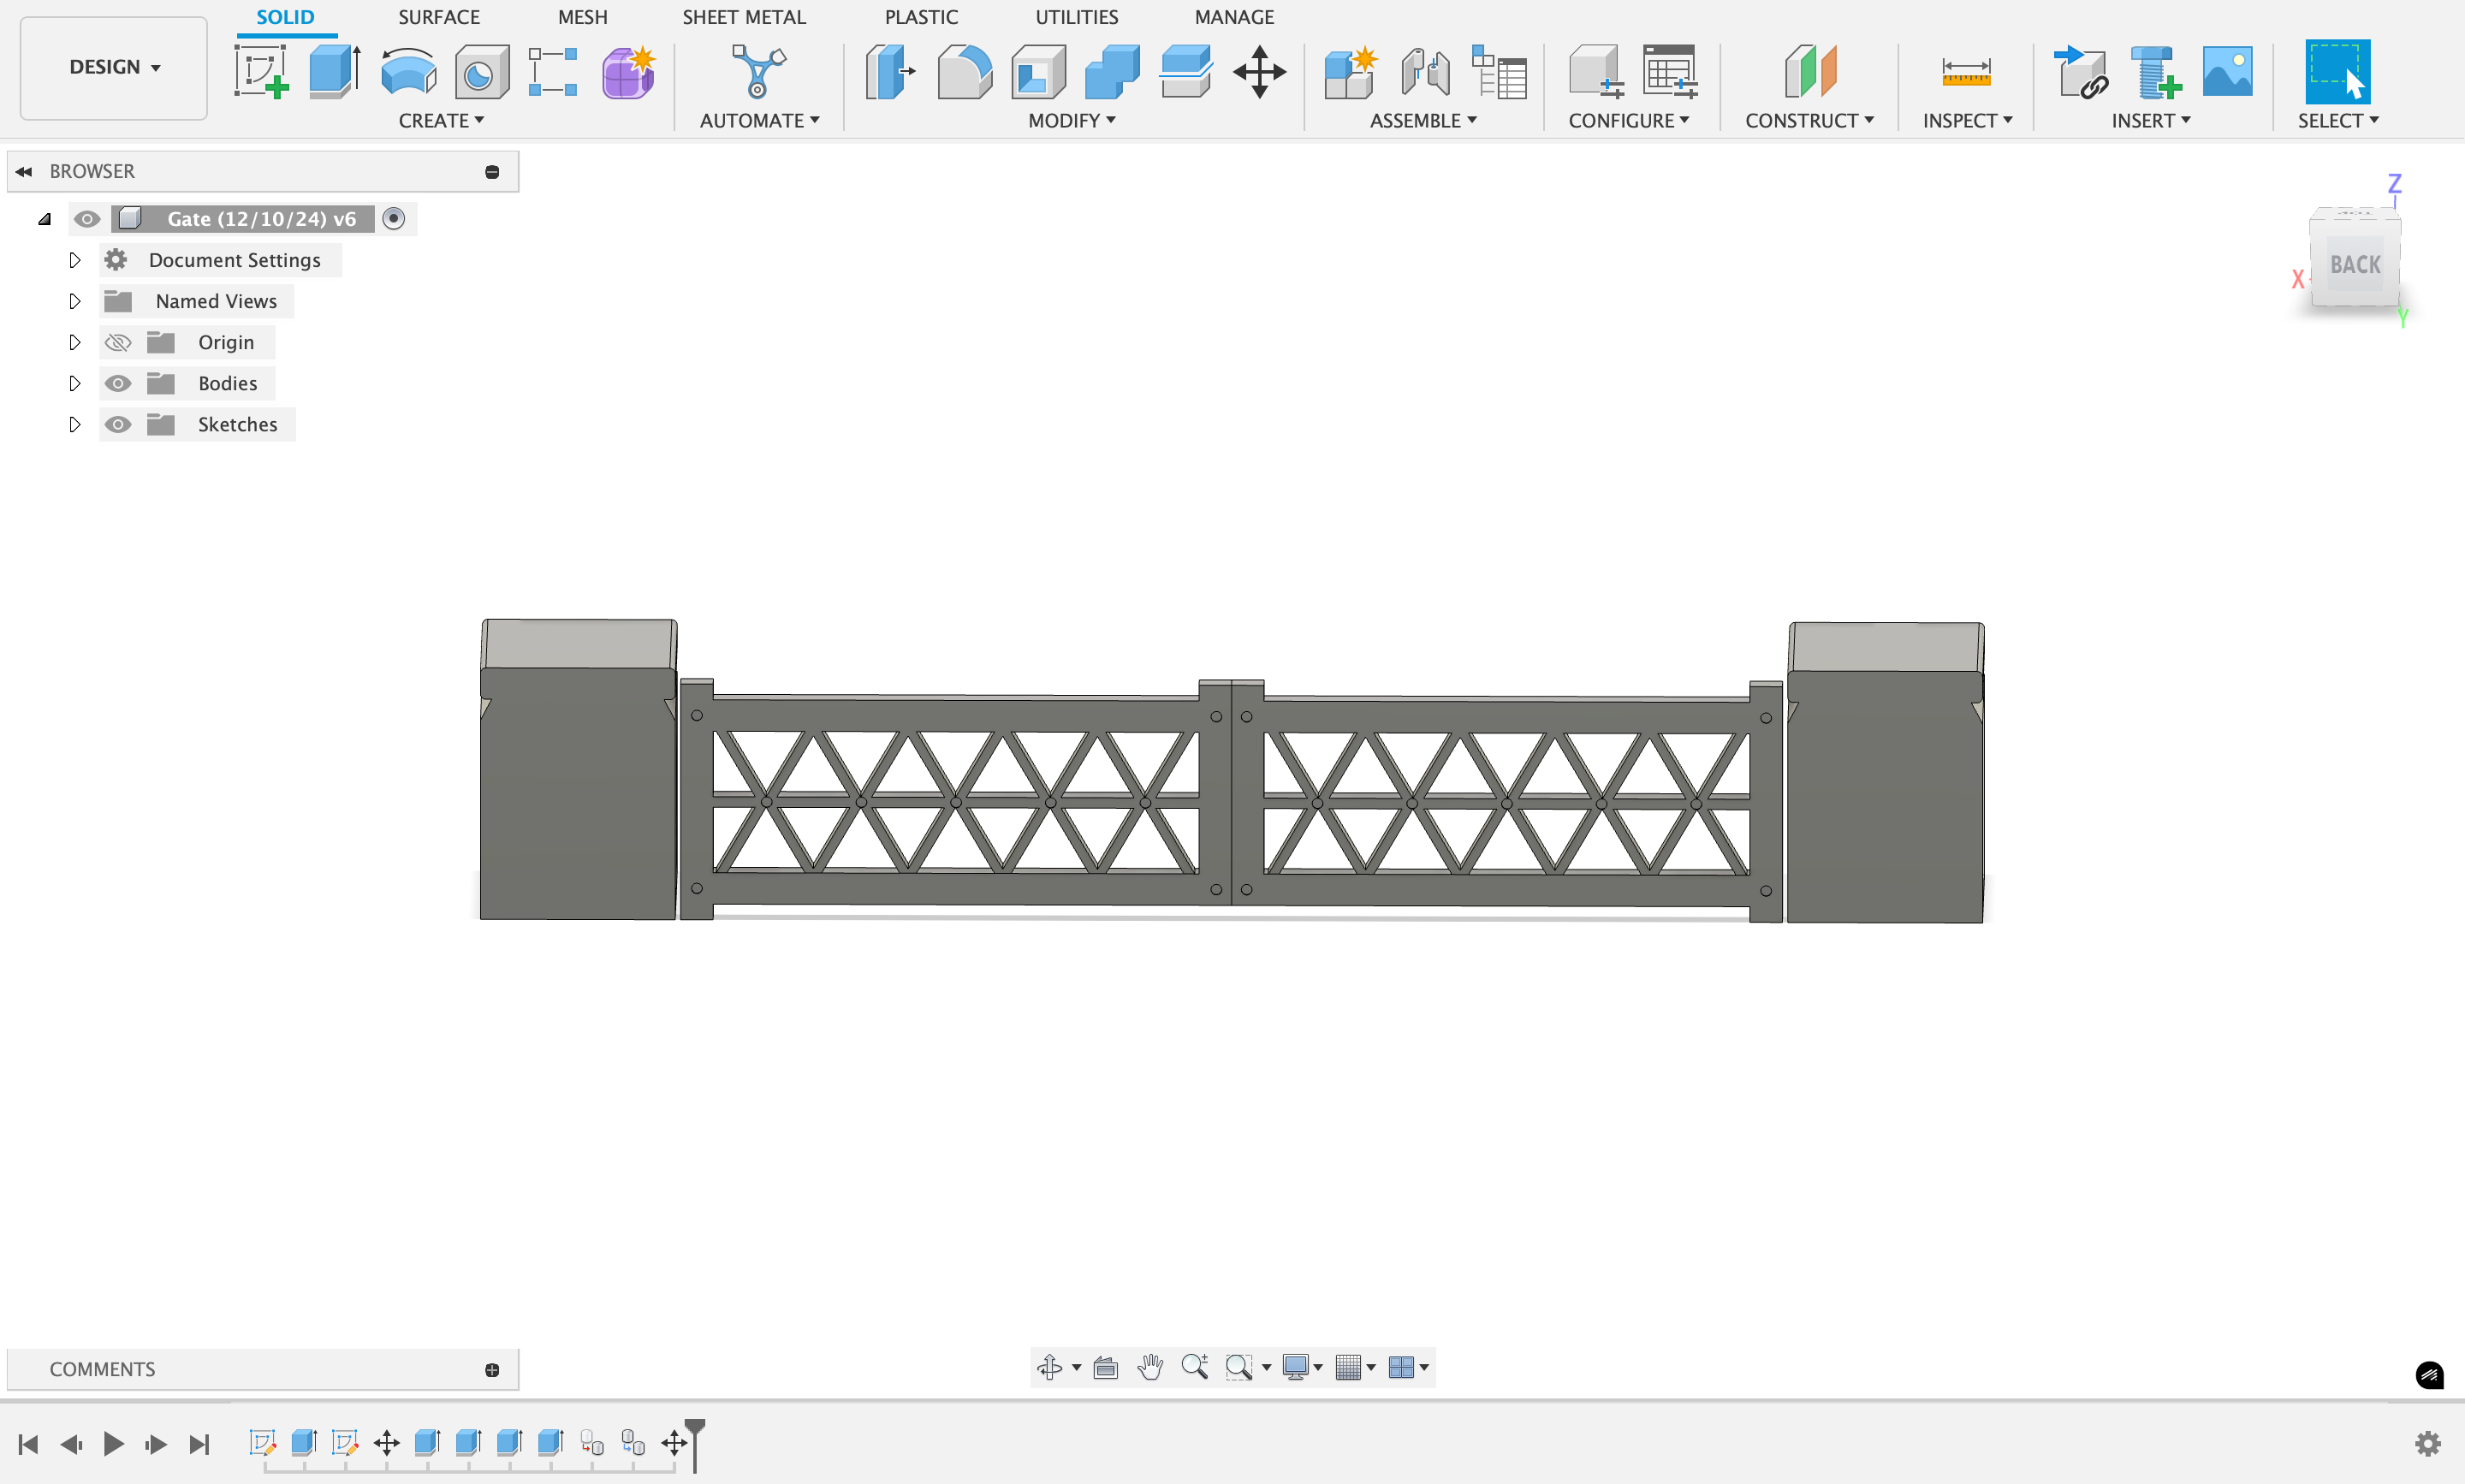 SOLID SURFACE MESH SHEET METAL PLASTIC UTILITIES MANAGE
DESIGN
CREATE AUTOMATE MODIFY ASSEMBLE CONFIGURE CONSTRUCT INSPECT INSERT SELECT
BROWSER
Gate (12/10/24) v6
Document Settings
Named Views
Origin
Bodies
Sketches
Z
TOP
BACK
X
Y
COMMENTS